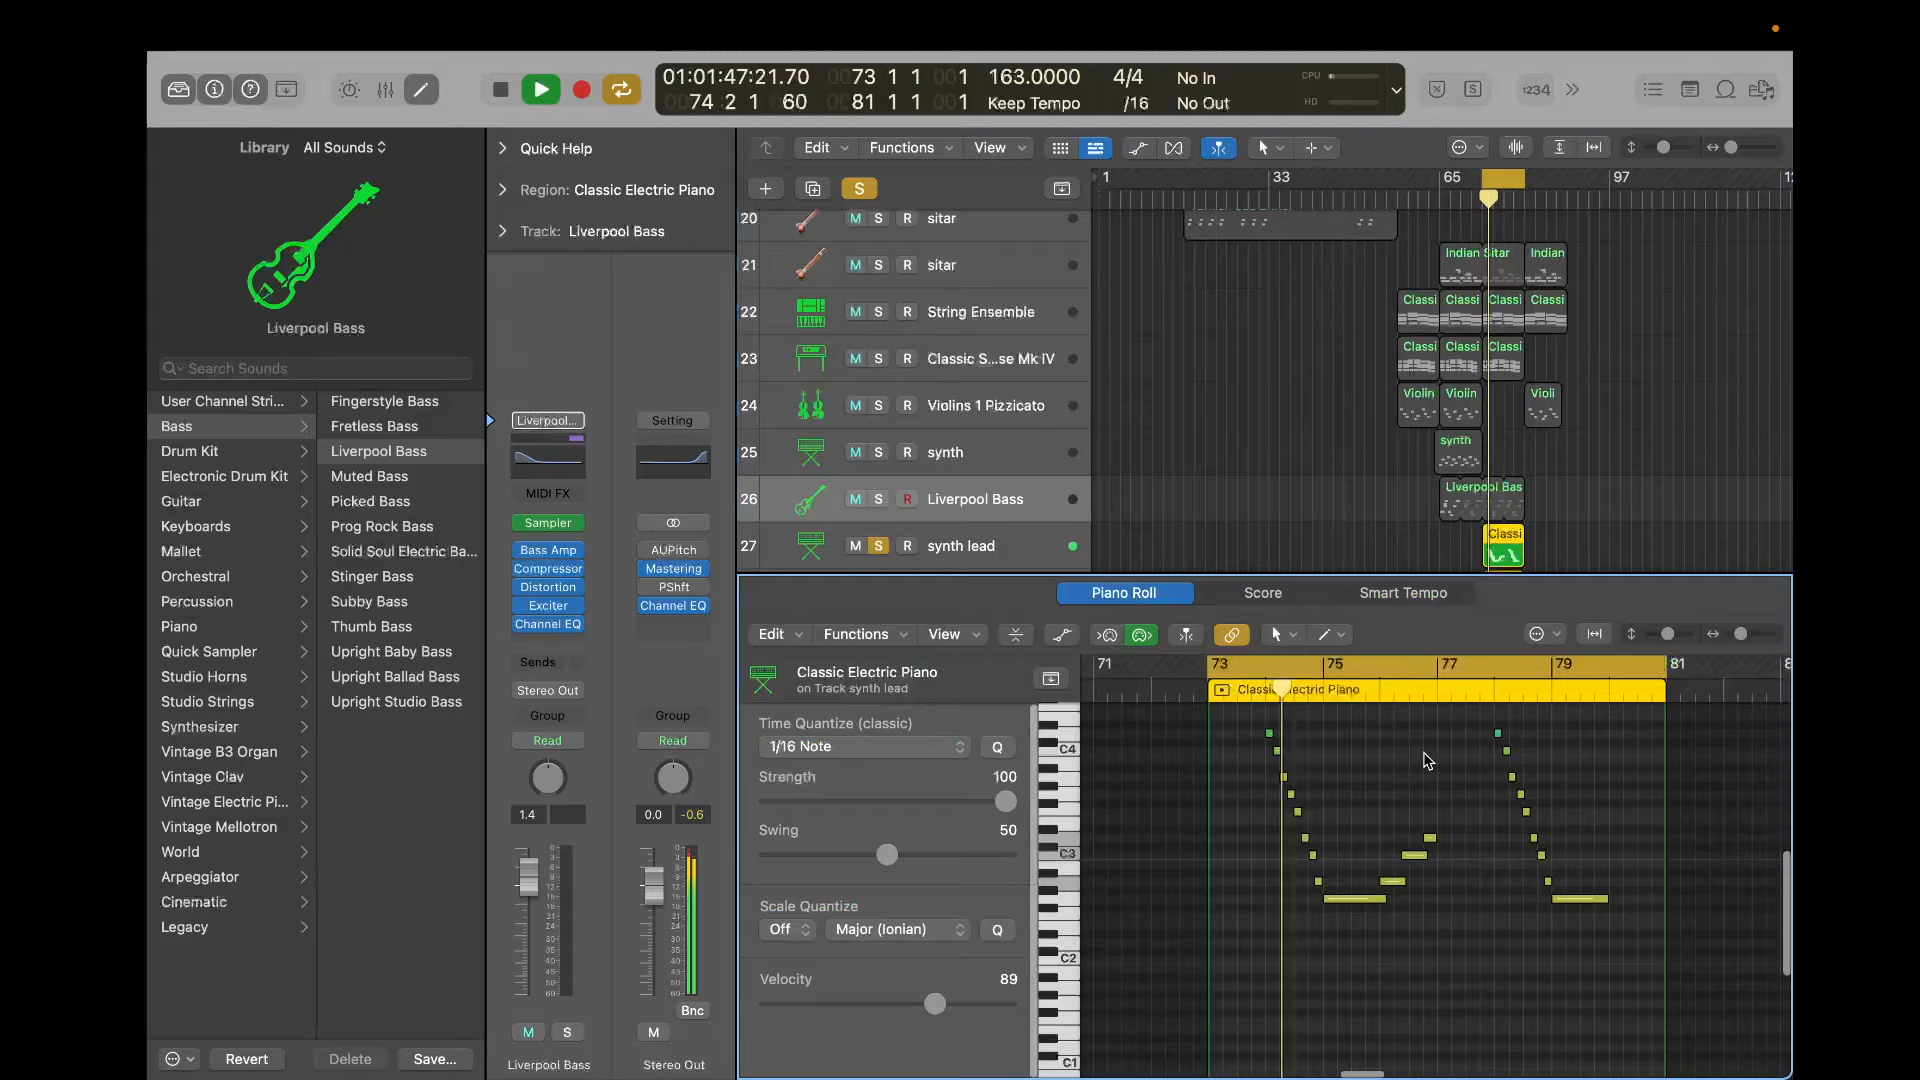 01:01:47:21.70 73 1 1 1 163.0000 4/4 No In CPU
74 2 1 60 81 1 1 1 Keep Tempo /16 No Out HD
1234
Library All Sounds
Liverpool Bass
Search Sounds
User Channel Stri...
Bass
Drum Kit
Electronic Drum Kit
Guitar
Keyboards
Mallet
Orchestral
Percussion
Piano
Quick Sampler
Studio Horns
Studio Strings
Synthesizer
Vintage B3 Organ
Vintage Clav
Vintage Electric Pi...
Vintage Mellotron
World
Arpeggiator
Cinematic
Legacy
Fingerstyle Bass
Fretless Bass
Liverpool Bass
Muted Bass
Picked Bass
Prog Rock Bass
Solid Soul Electric Ba...
Stinger Bass
Subby Bass
Thumb Bass
Upright Baby Bass
Upright Ballad Bass
Upright Studio Bass
Revert Delete Save...
Quick Help
Region: Classic Electric Piano
Track: Liverpool Bass
Liverpool... Setting
MIDI FX
Sampler
Bass Amp AUPitch
Compressor Mastering
Distortion PShft
Exciter Channel EQ
Channel EQ
Sends
Stereo Out
Group Group
Read Read
1.4 0.0 -0.6
Bnc
M S M
Liverpool Bass Stereo Out
Edit Functions View
S
1 33 65 97
20 M S R sitar
21 M S R sitar
22 M S R String Ensemble
23 M S R Classic S...se Mk IV
24 M S R Violins 1 Pizzicato
25 M S R synth
26 M S R Liverpool Bass
27 M S R synth lead
Indian Sitar Indian
Classi Classi Classi Classi
Classi Classi Classi
Violin Violin Violi
synth
Liverpool Bas
Classi
Piano Roll Score Smart Tempo
Edit Functions View
Classic Electric Piano
on Track synth lead
71 73 75 77 79 81
Classic Electric Piano
Time Quantize (classic)
1/16 Note Q
Strength 100
Swing 50
Scale Quantize
Off Major (Ionian) Q
Velocity 89
C4
C3
C2
C1